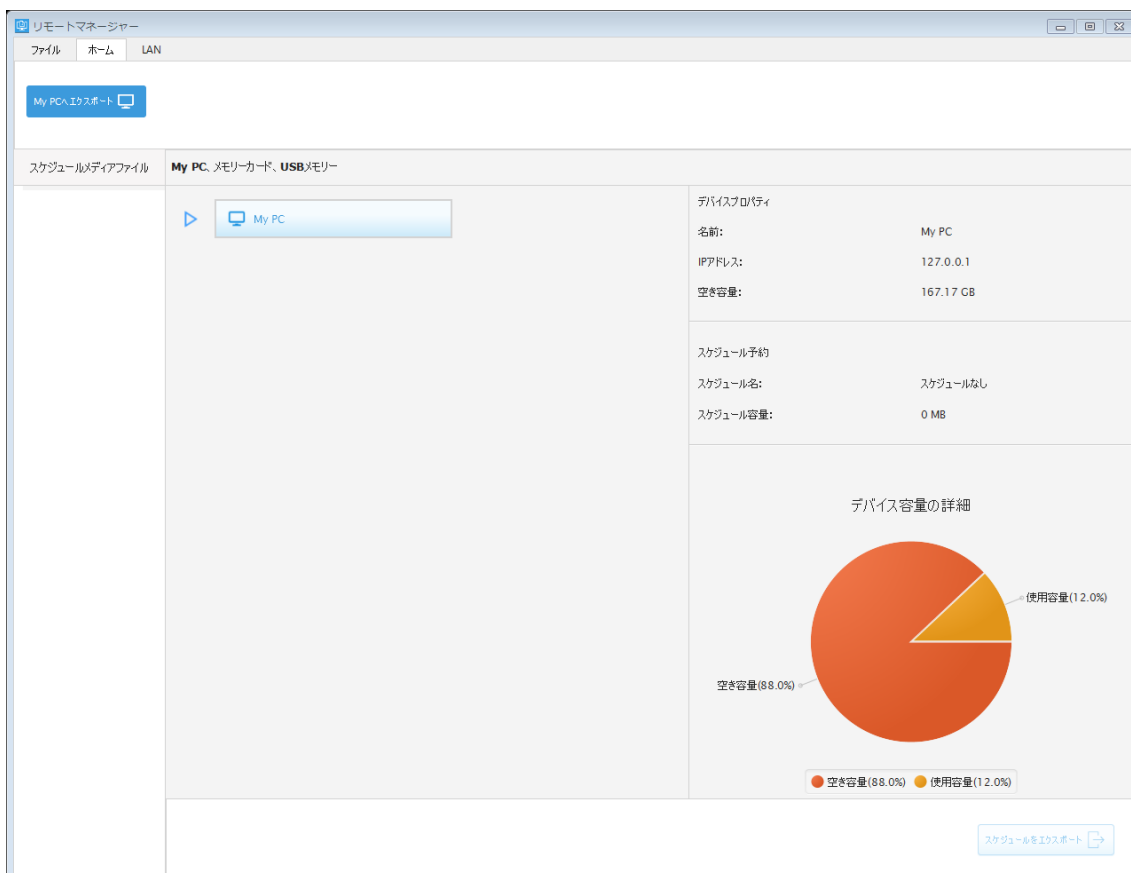 リモートマネージャー
ファイル ホーム LAN
My PCへエクスポート
スケジュールメディアファイル
My PC、メモリーカード、USBメモリー
My PC
デバイスプロパティ
名前: My PC
IPアドレス: 127.0.0.1
空き容量: 167.17 GB
スケジュール予約
スケジュール名: スケジュールなし
スケジュール容量: 0 MB
デバイス容量の詳細
使用容量(12.0%)
空き容量(88.0%)
空き容量(88.0%) 使用容量(12.0%)
スケジュールをエクスポート